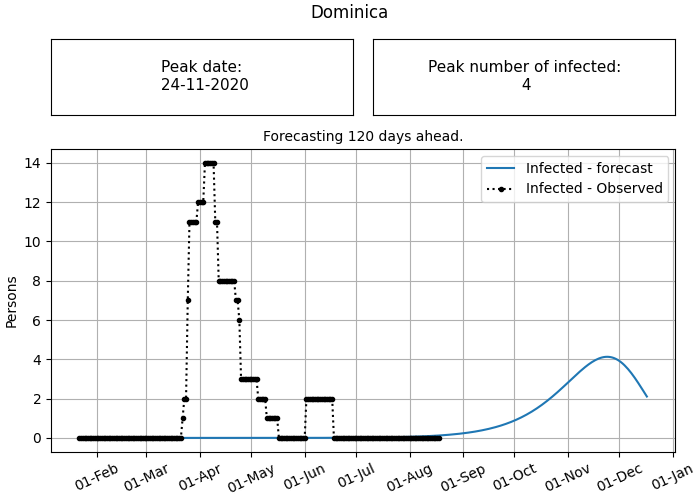 Dominica
Peak date:
24-11-2020
Peak number of infected:
4
Forecasting 120 days ahead.
Infected - forecast
Infected - Observed
Persons
14
12
10
8
6
4
2
0
01-Feb
01-Mar
01-Apr
01-May
01-Jun
01-Jul
01-Aug
01-Sep
01-Oct
01-Nov
01-Dec
01-Jan